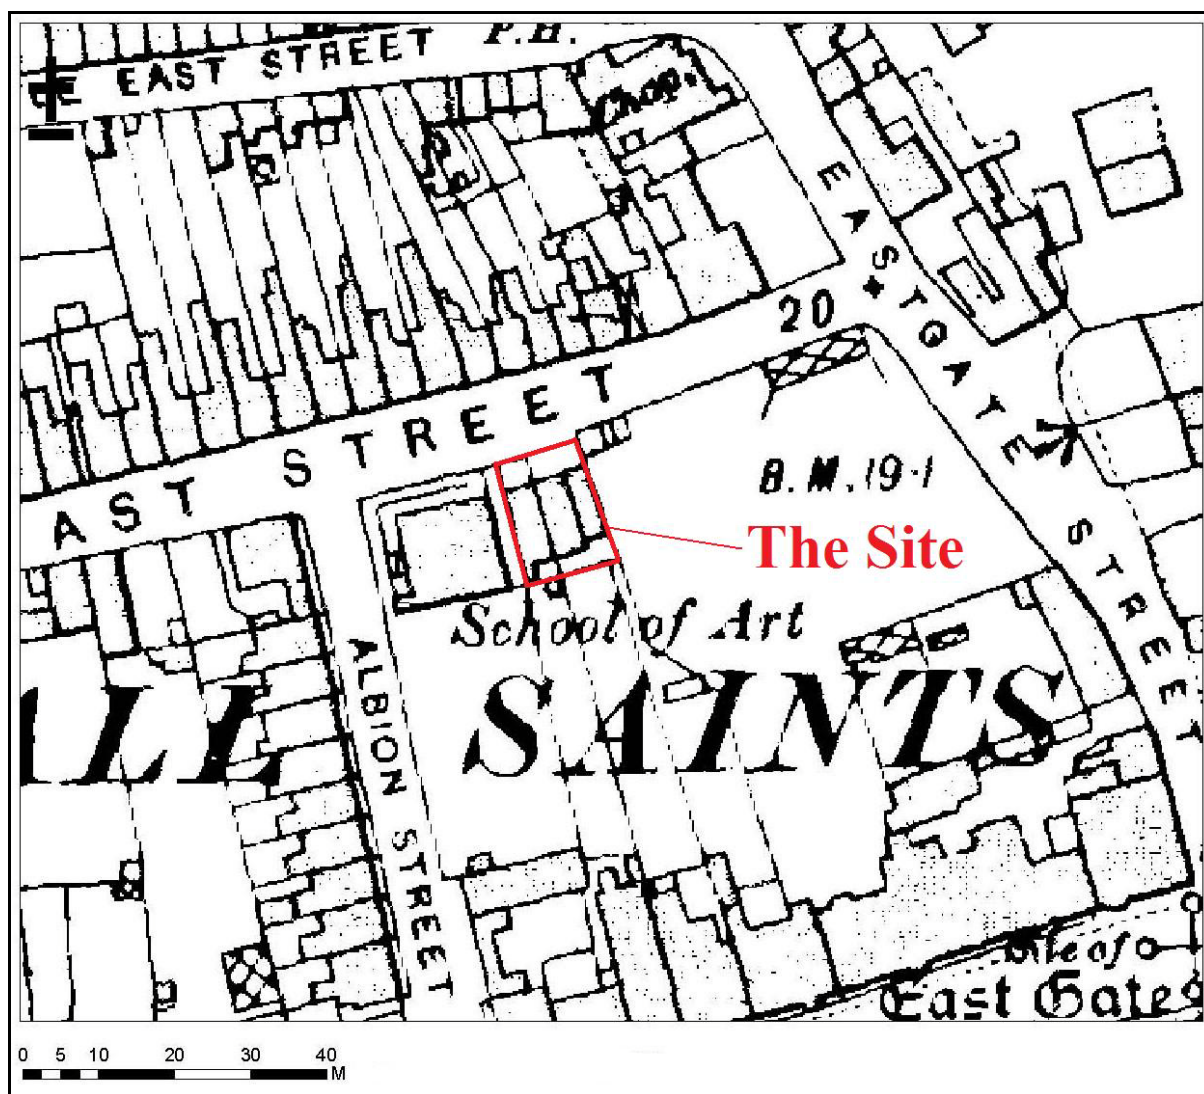 P.H.
EAST STREET
Chap.
EASTGATE STREET
20
AST STREET
B.M.19·1
The Site
School of Art
ALBION STREET
ALL SAINTS
Site of
East Gate
0 5 10 20 30 40
M